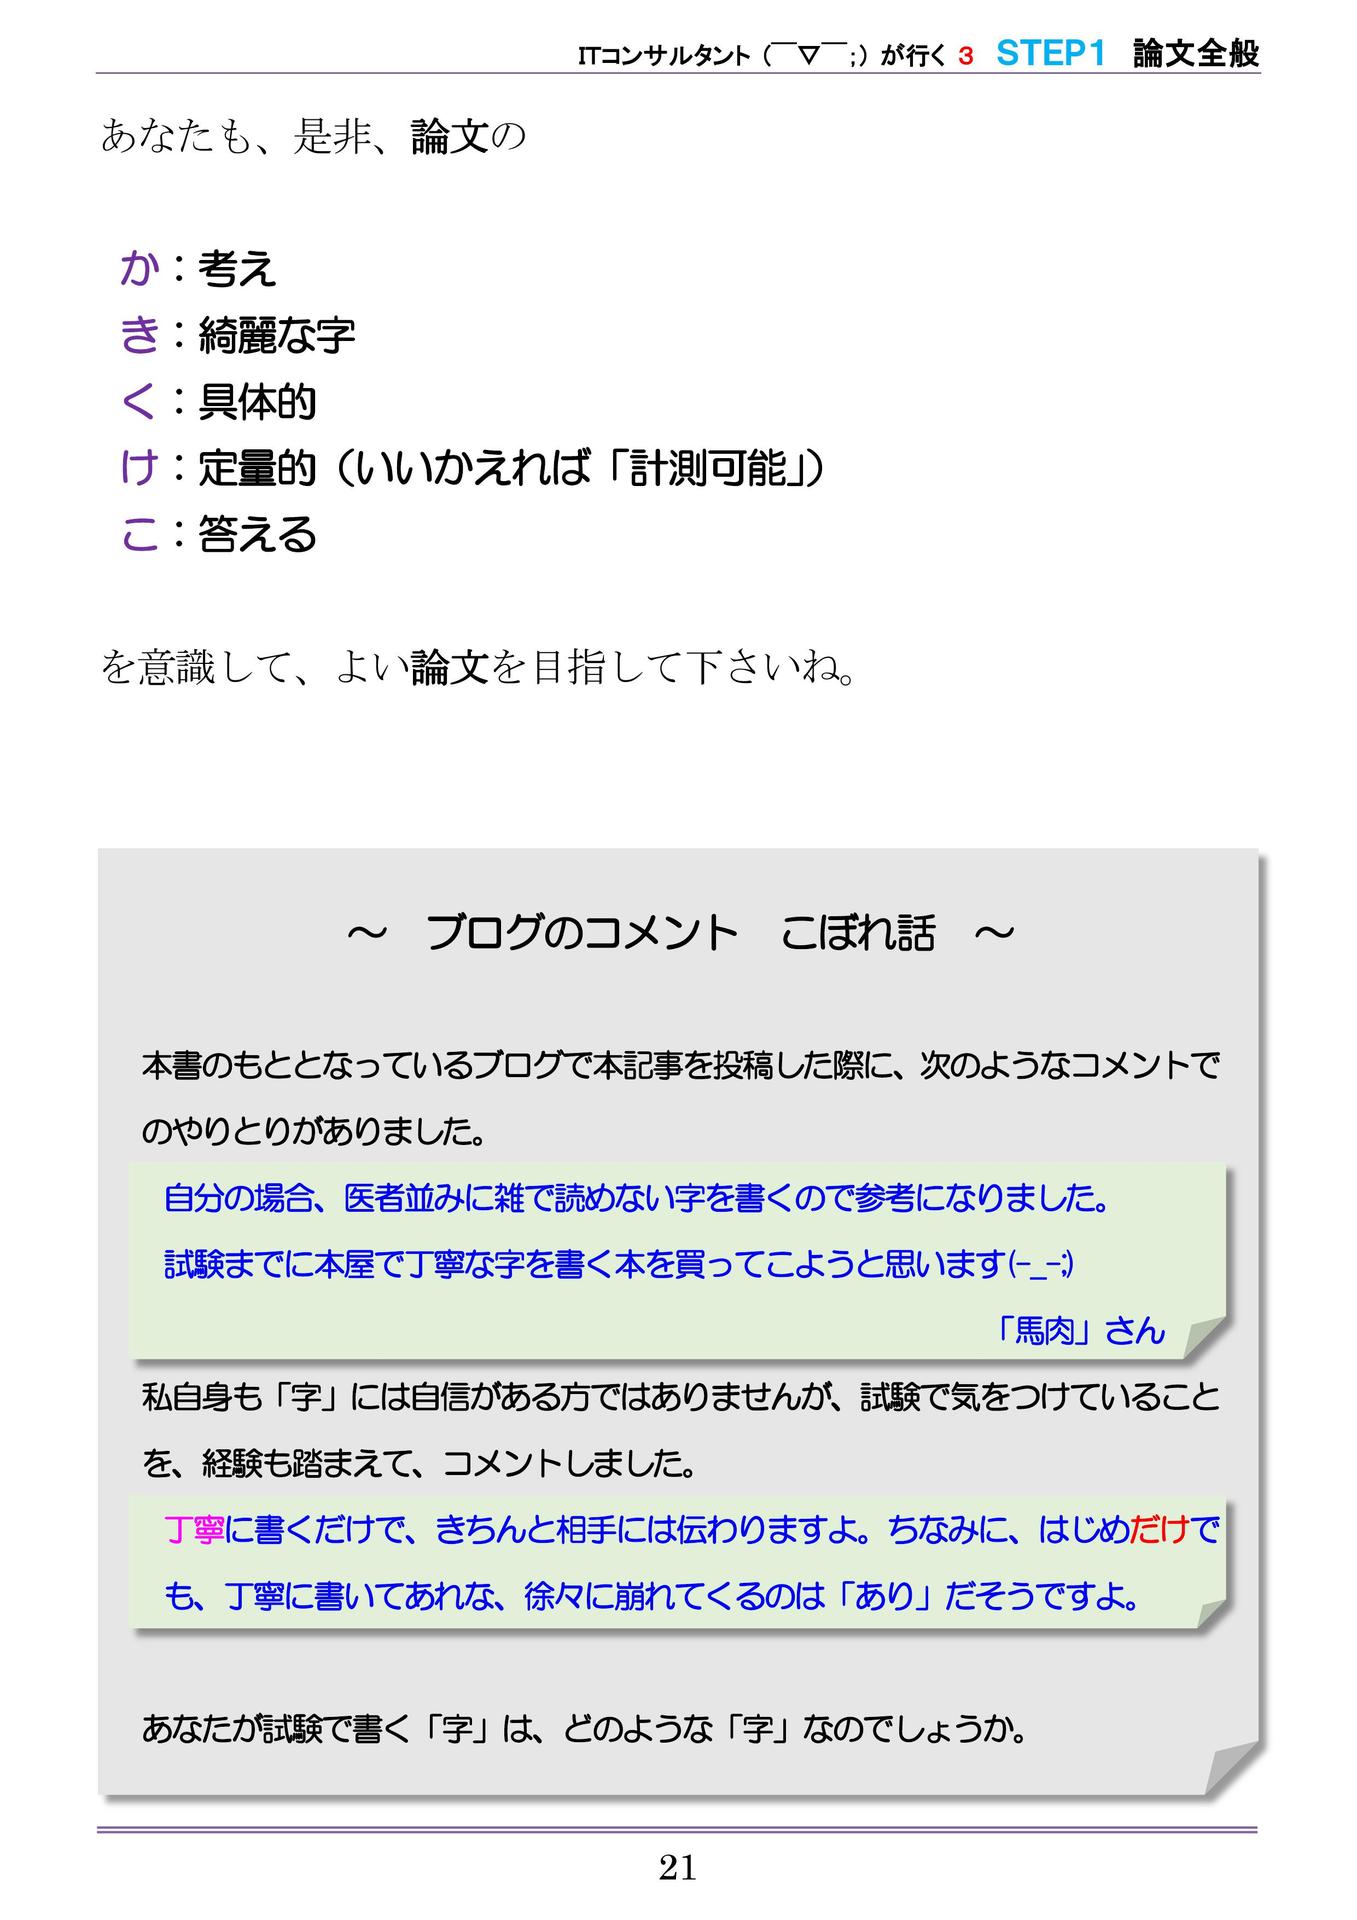 ITコンサルタント（￣▽￣；）が行く 3 STEP1 論文全般
あなたも、是非、論文の
か：考え
き：綺麗な字
く：具体的
け：定量的（いいかえれば「計測可能」）
こ：答える
を意識して、よい論文を目指して下さいね。
～　ブログのコメント　こぼれ話　～
本書のもととなっているブログで本記事を投稿した際に、次のようなコメントで
のやりとりがありました。
自分の場合、医者並みに雑で読めない字を書くので参考になりました。
試験までに本屋で丁寧な字を書く本を買ってこようと思います(-_-;)
「馬肉」さん
私自身も「字」には自信がある方ではありませんが、試験で気をつけていること
を、経験も踏まえて、コメントしました。
丁寧に書くだけで、きちんと相手には伝わりますよ。ちなみに、はじめだけで
も、丁寧に書いてあれな、徐々に崩れてくるのは「あり」だそうですよ。
あなたが試験で書く「字」は、どのような「字」なのでしょうか。
21